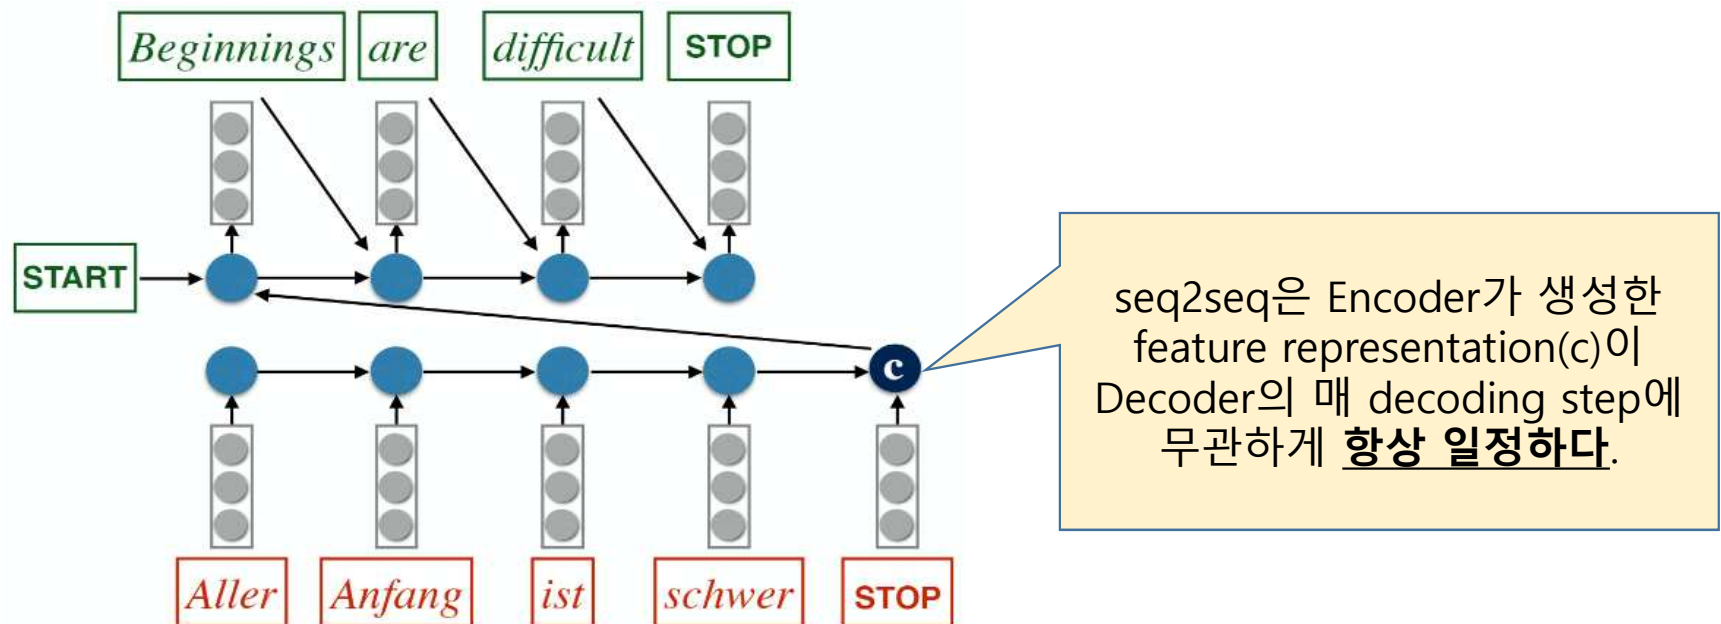 Beginnings are difficult STOP
START
c
Aller Anfang ist schwer STOP
seq2seq은 Encoder가 생성한
feature representation(c)이
Decoder의 매 decoding step에
무관하게 항상 일정하다.